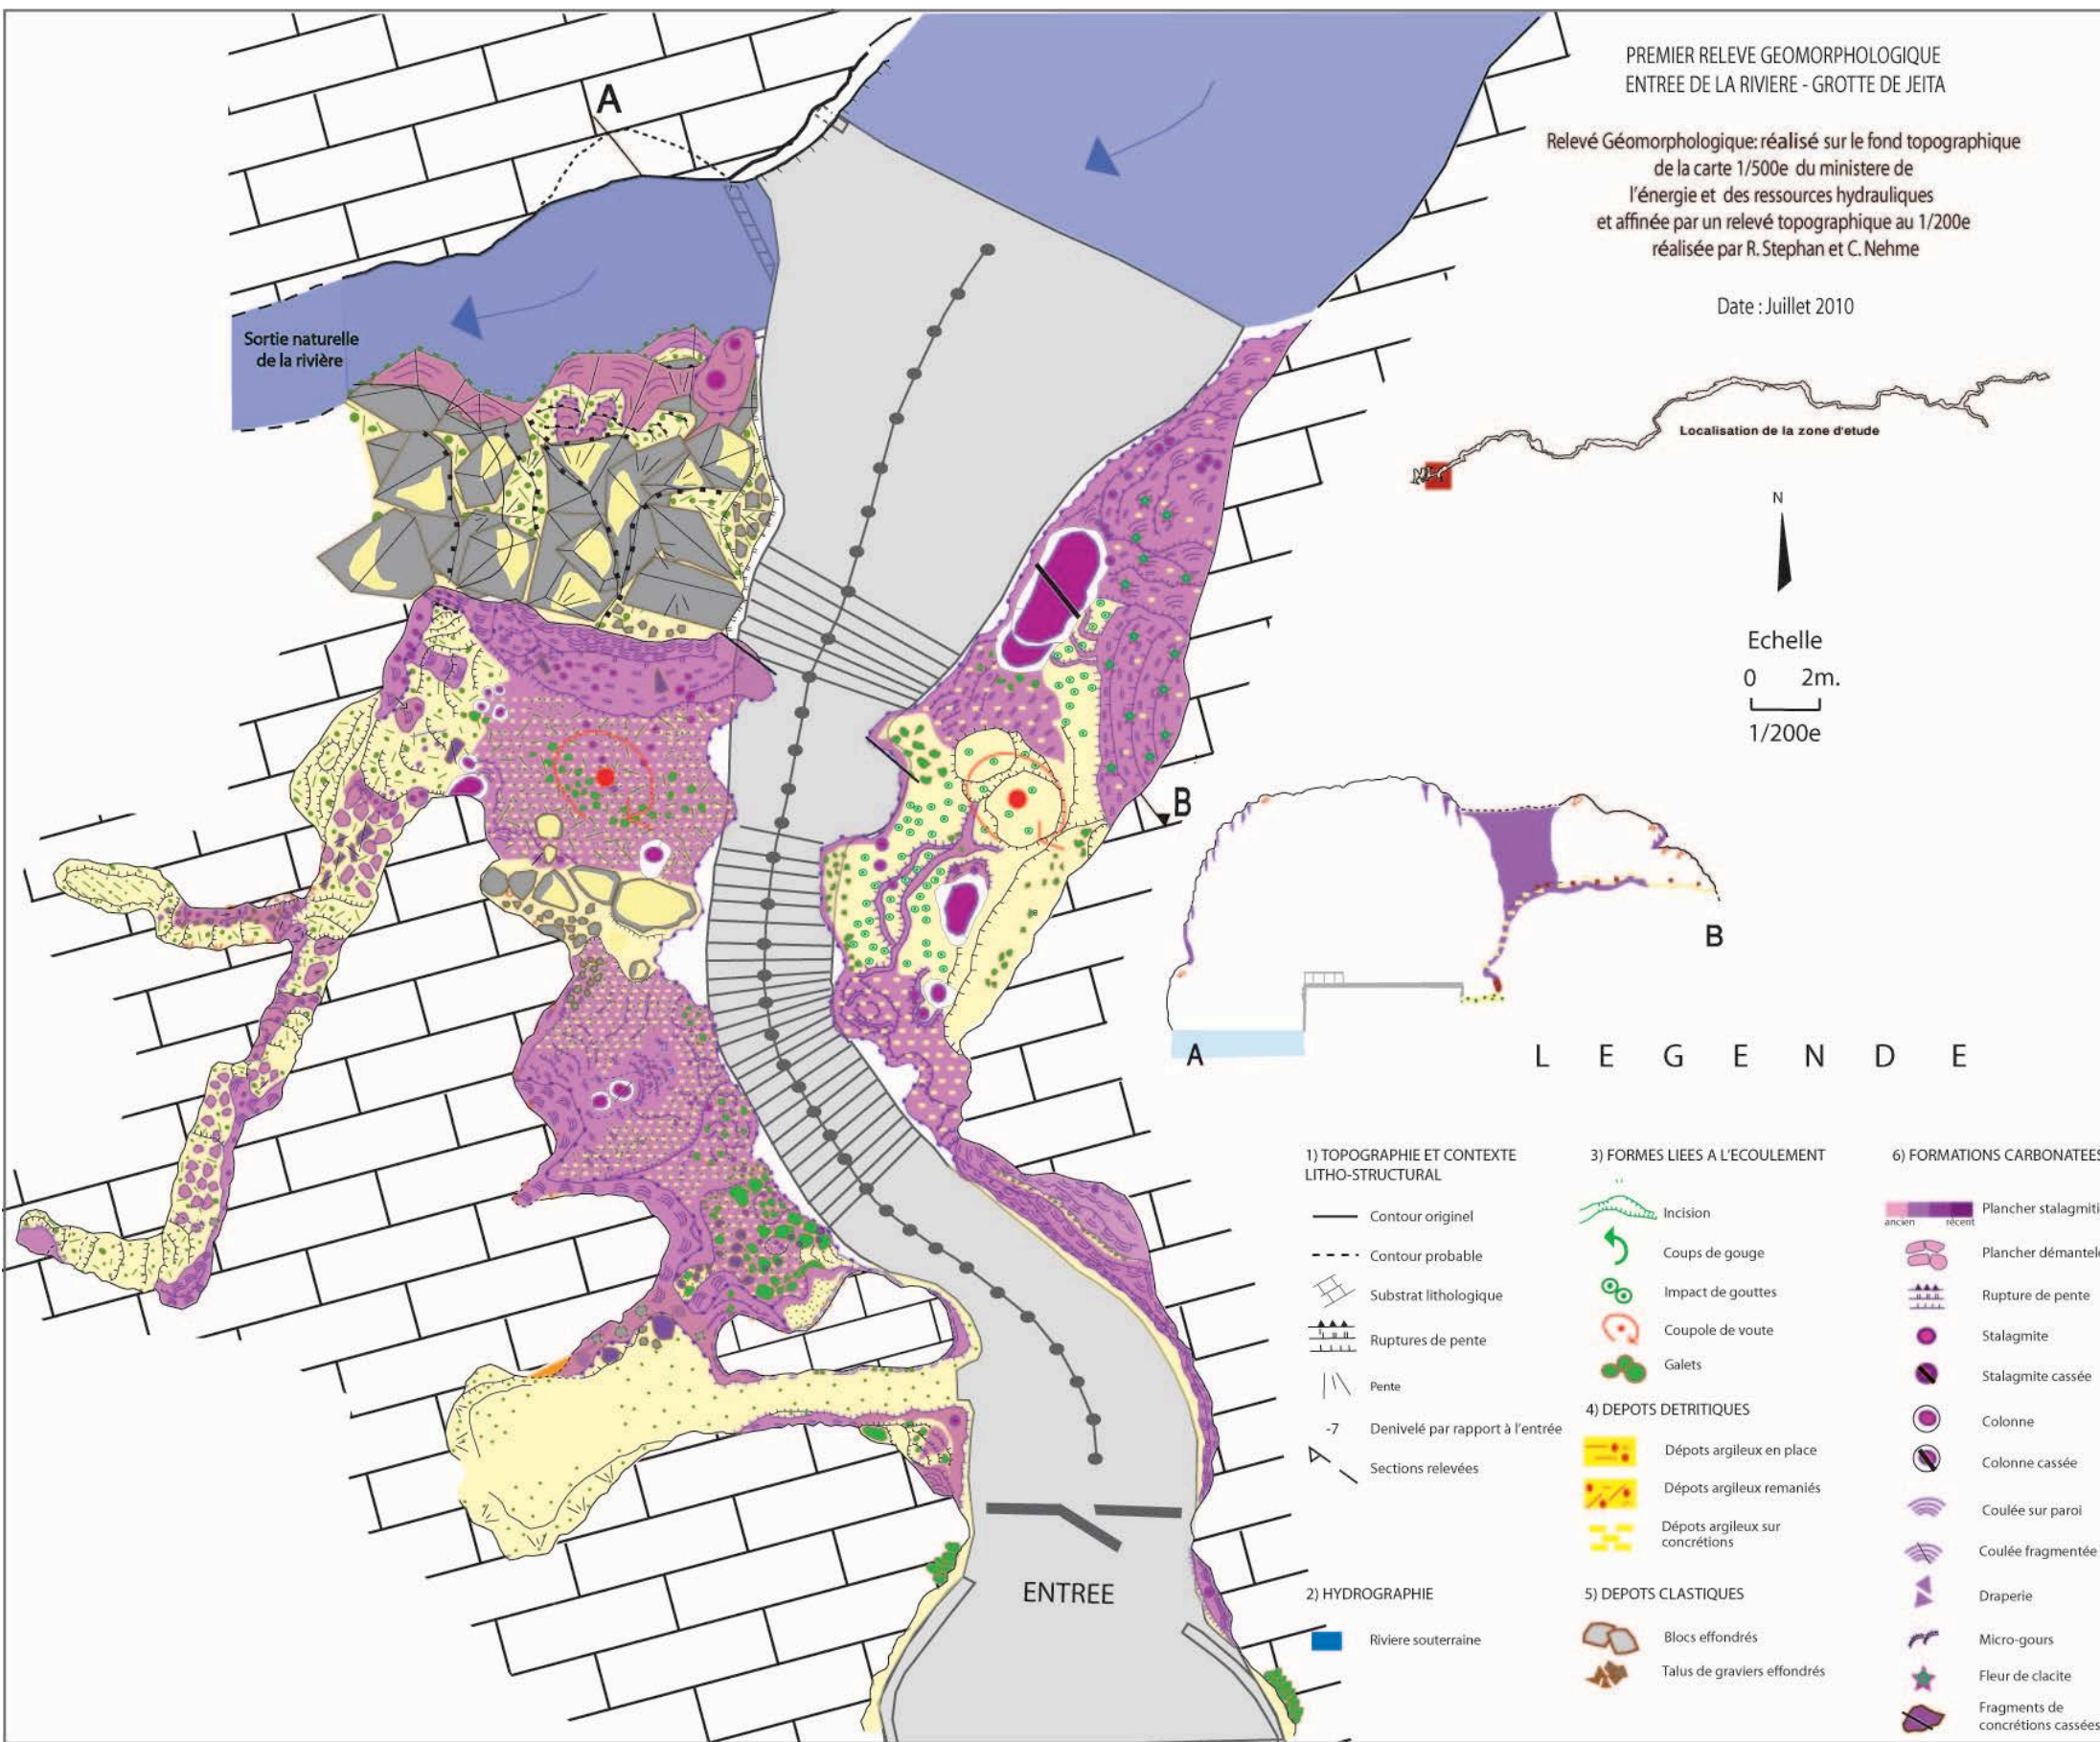 PREMIER RELEVE GEOMORPHOLOGIQUE
ENTREE DE LA RIVIERE - GROTTE DE JEITA
Relevé Géomorphologique: réalisé sur le fond topographique
de la carte 1/500e du ministere de
l'énergie et des ressources hydrauliques
et affinée par un relevé topographique au 1/200e
réalisée par R. Stephan et C. Nehme
Date : Juillet 2010
Localisation de la zone d'etude
N
Echelle
0 2m.
1/200e
A
Sortie naturelle
de la rivière
B
B
A
ENTREE
L E G E N D E
1) TOPOGRAPHIE ET CONTEXTE
LITHO-STRUCTURAL
Contour originel
Contour probable
Substrat lithologique
Ruptures de pente
Pente
-7 Denivelé par rapport à l'entrée
Sections relevées
2) HYDROGRAPHIE
Riviere souterraine
3) FORMES LIEES A L'ECOULEMENT
Incision
Coups de gouge
Impact de gouttes
Coupole de voute
Galets
4) DEPOTS DETRITIQUES
Dépots argileux en place
Dépots argileux remaniés
Dépots argileux sur
concrétions
5) DEPOTS CLASTIQUES
Blocs effondrés
Talus de graviers effondrés
6) FORMATIONS CARBONATEES
Plancher stalagmiti
ancien récent
Plancher démantelé
Rupture de pente
Stalagmite
Stalagmite cassée
Colonne
Colonne cassée
Coulée sur paroi
Coulée fragmentée
Draperie
Micro-gours
Fleur de clacite
Fragments de
concrétions cassées